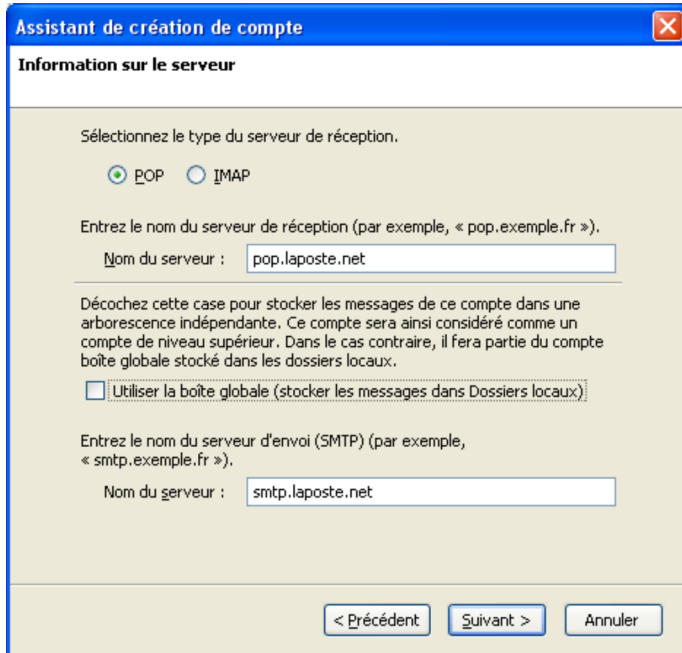 Assistant de création de compte
Information sur le serveur
Sélectionnez le type du serveur de réception.
POP IMAP
Entrez le nom du serveur de réception (par exemple, « pop.exemple.fr »).
Nom du serveur : pop.laposte.net
Décochez cette case pour stocker les messages de ce compte dans une
arborescence indépendante. Ce compte sera ainsi considéré comme un
compte de niveau supérieur. Dans le cas contraire, il fera partie du compte
boîte globale stocké dans les dossiers locaux.
Utiliser la boîte globale (stocker les messages dans Dossiers locaux)
Entrez le nom du serveur d'envoi (SMTP) (par exemple,
« smtp.exemple.fr »).
Nom du serveur : smtp.laposte.net
< Précédent Suivant > Annuler